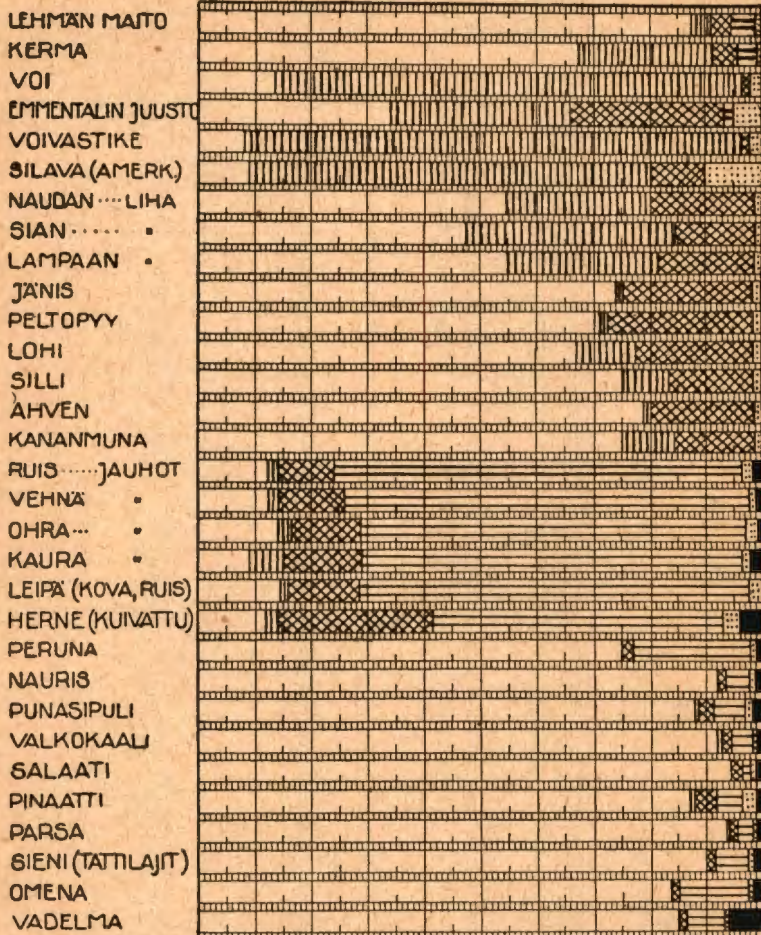 LEHMÄN MAITO
KERMA
VOI
EMMENTALIN JUUSTO
VOIVASTIKE
SILAVA (AMERK.)
NAUDAN ···· LIHA
SIAN ····· "
LAMPAAN "
JÄNIS
PELTOPYY
LOHI
SILLI
AHVEN
KANANMUNA
RUIS ····· JAUHOT
VEHNÄ "
OHRA ··· "
KAURA "
LEIPÄ (KOVA, RUIS)
HERNE (KUIVATTU)
PERUNA
NAURIS
PUNASIPULI
VALKOKAALI
SALAATI
PINAATTI
PARSA
SIENI (TATTILAJIT)
OMENA
VADELMA